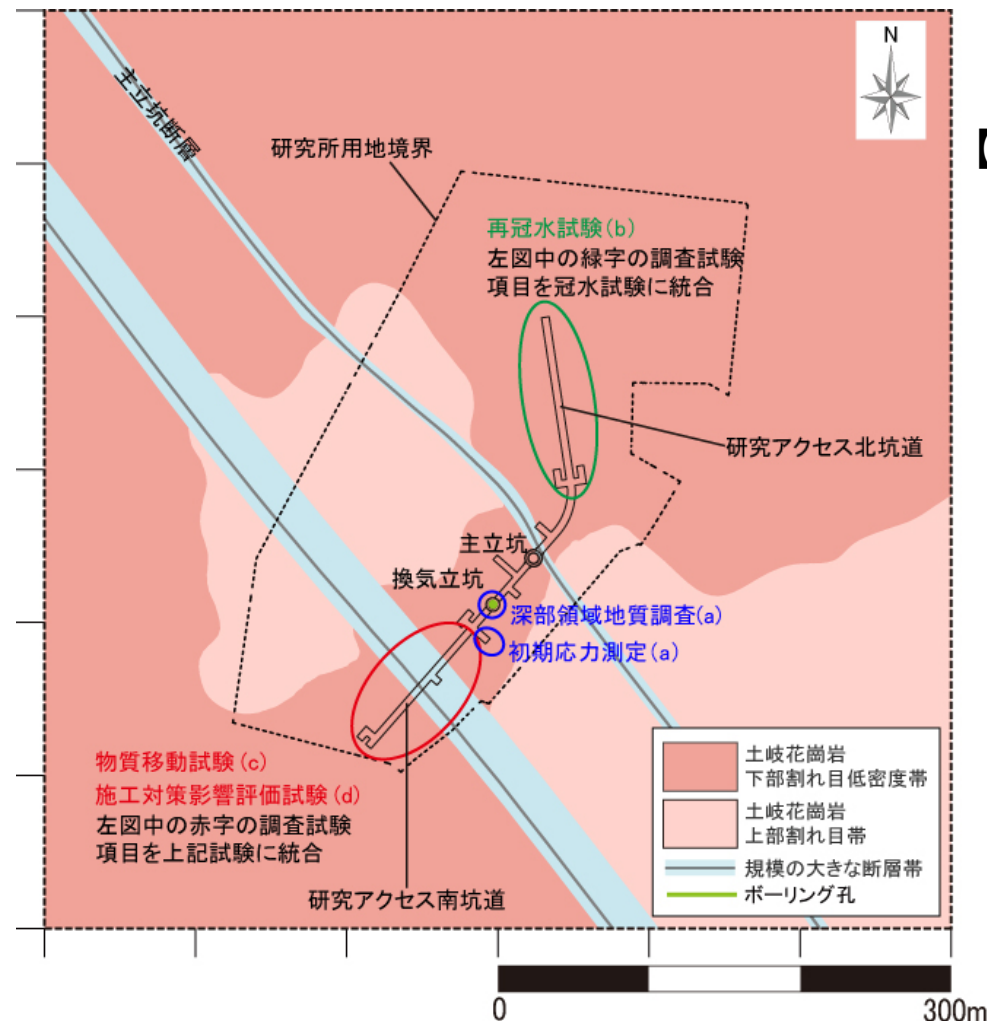 N
主立坑断層
研究所用地境界
【
再冠水試験(b)
左図中の緑字の調査試験
項目を冠水試験に統合
研究アクセス北坑道
主立坑
換気立坑
深部領域地質調査(a)
初期応力測定(a)
物質移動試験(c)
施工対策影響評価試験(d)
左図中の赤字の調査試験
項目を上記試験に統合
研究アクセス南坑道
土岐花崗岩
下部割れ目低密度帯
土岐花崗岩
上部割れ目帯
規模の大きな断層帯
ボーリング孔
0
300m